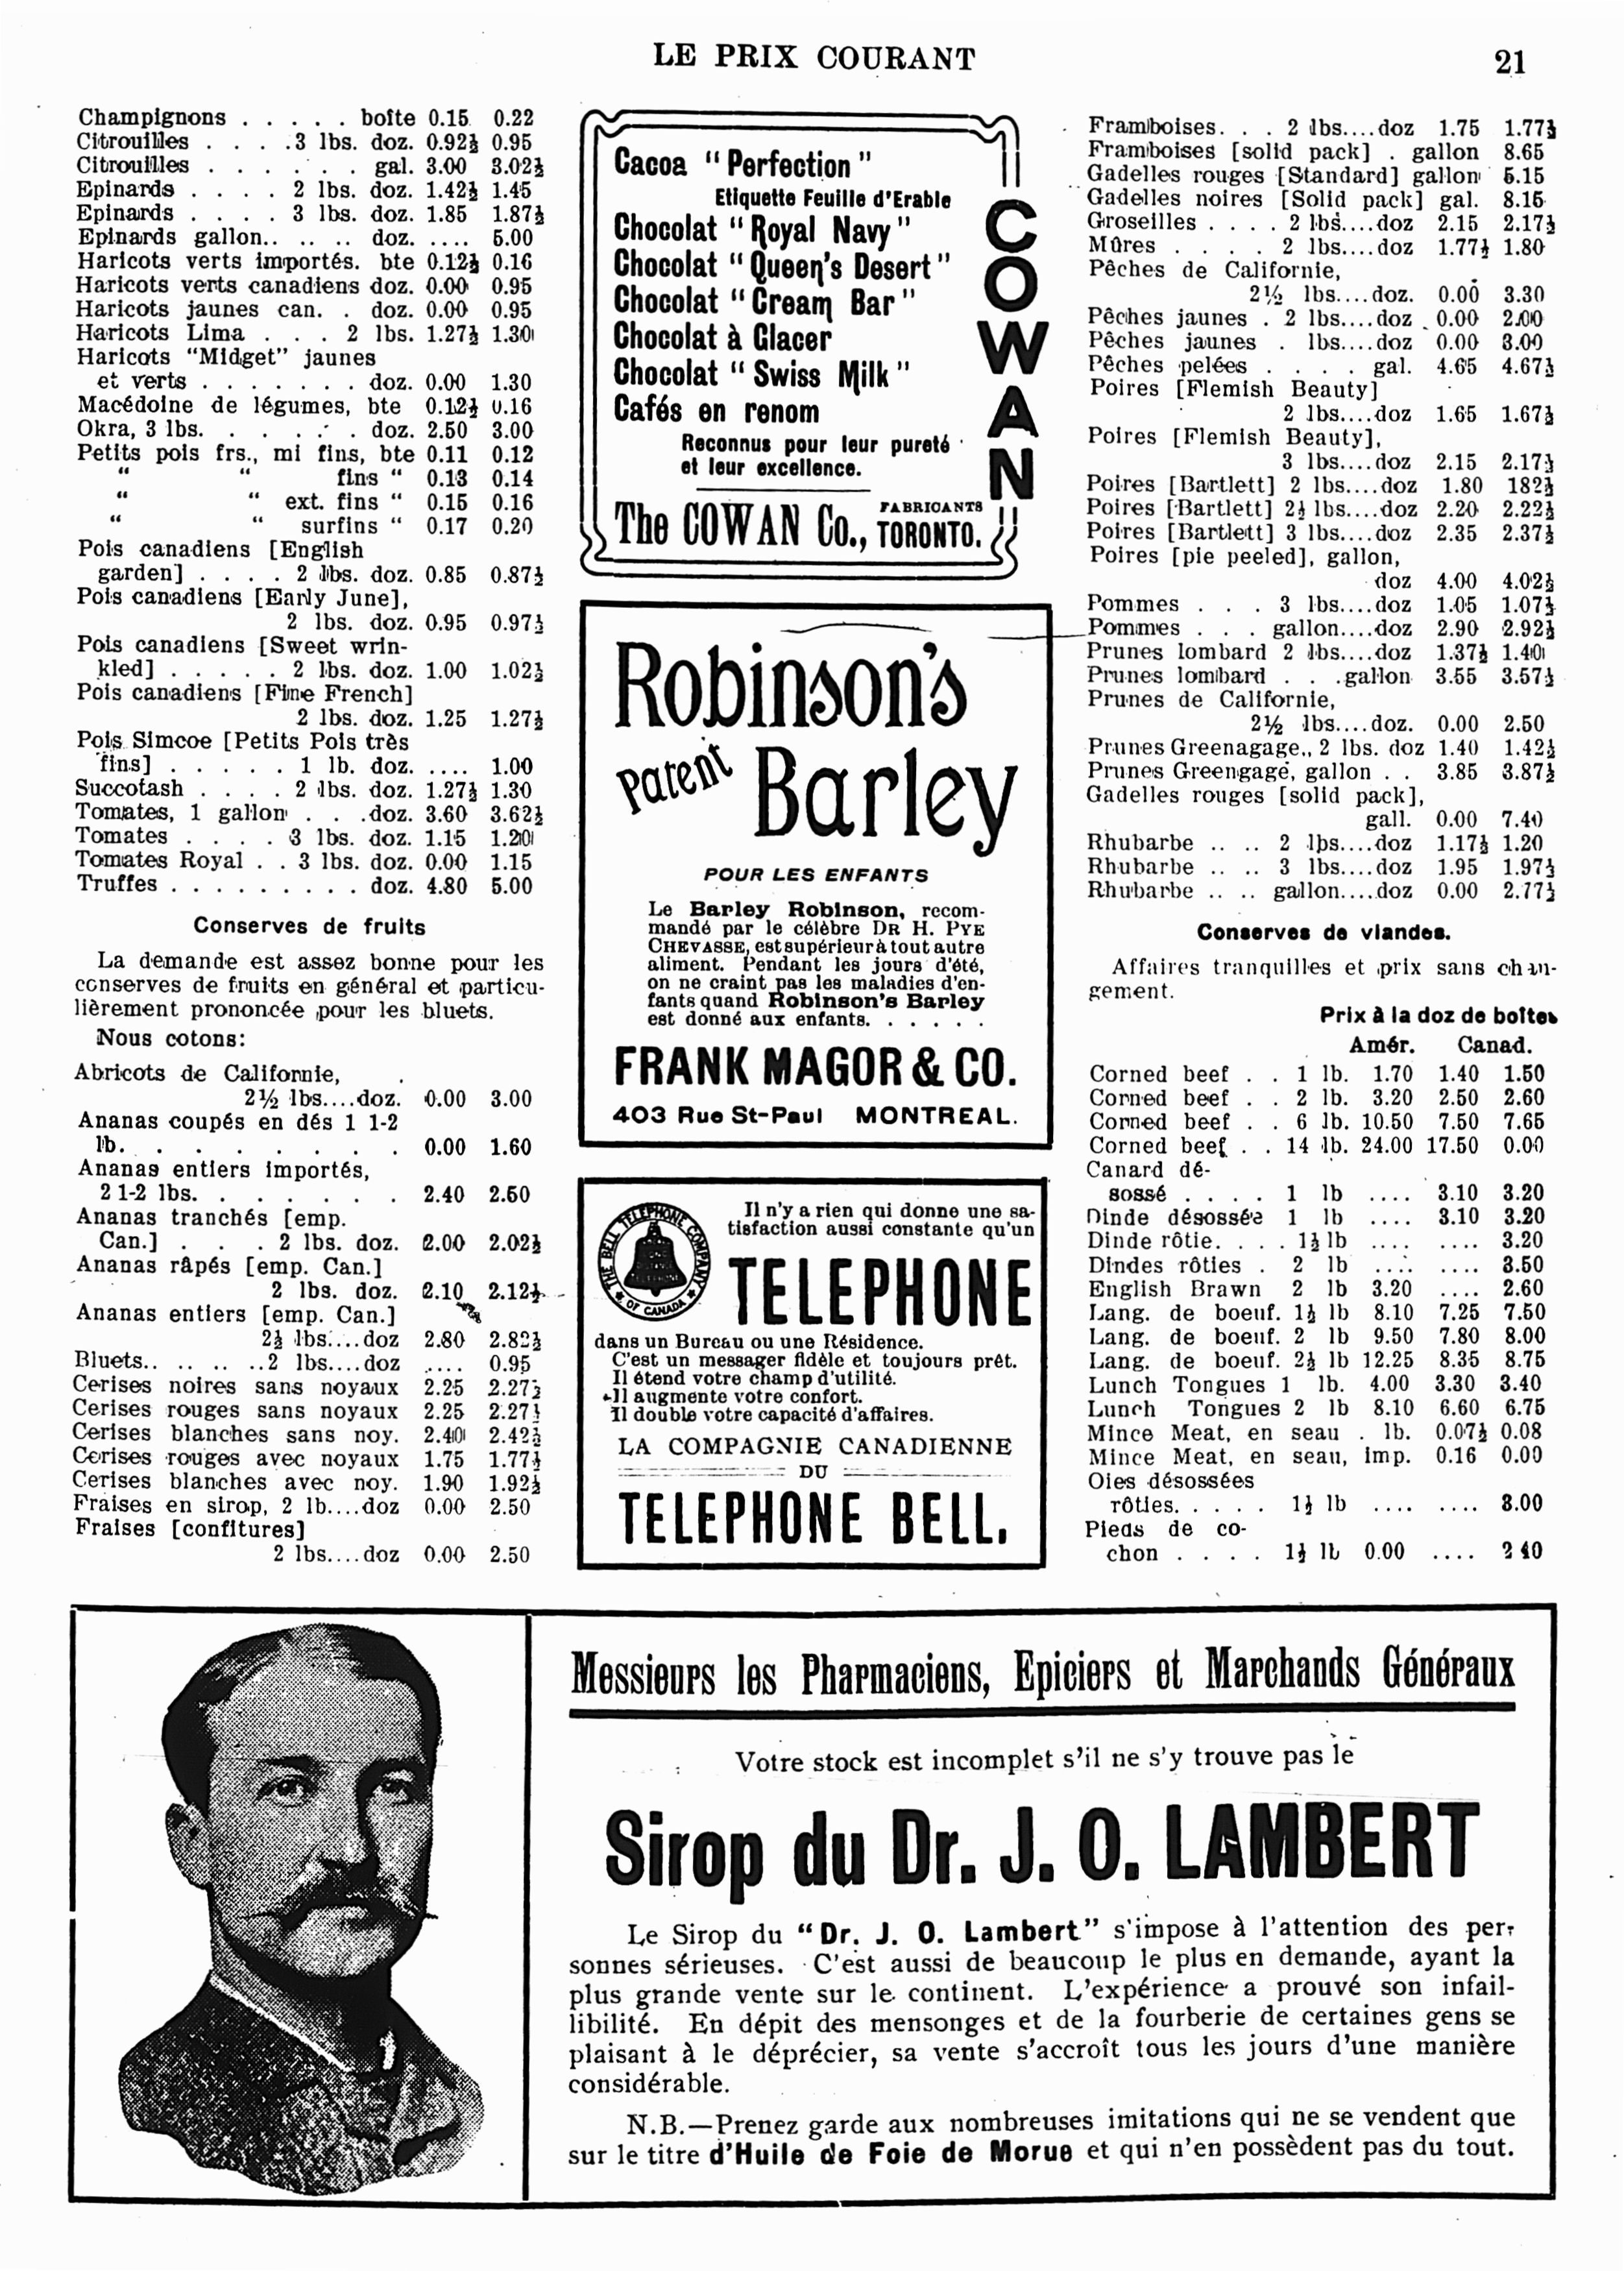 LE PRIX COURANT
21
Champignons . . . . . boîte 0.15 0.22
Citrouilles . . . .3 lbs. doz. 0.92½ 0.95
Citrouilles . . . . . . gal. 3.00 3.02½
Epinards . . . . 2 lbs. doz. 1.42½ 1.45
Epinards . . . . 3 lbs. doz. 1.85 1.87½
Epinards gallon.. .. .. doz. .... 5.00
Haricots verts importés. bte 0.12½ 0.16
Haricots verts canadiens doz. 0.00 0.95
Haricots jaunes can. . doz. 0.00 0.95
Haricots Lima . . . 2 lbs. 1.27½ 1.30
Haricots "Midget" jaunes
et verts . . . . . . . doz. 0.00 1.30
Macédoine de légumes, bte 0.12½ 0.16
Okra, 3 lbs. . . . . . doz. 2.50 3.00
Petits pois frs., mi fins, bte 0.11 0.12
" " fins " 0.13 0.14
" " ext. fins " 0.15 0.16
" " surfins " 0.17 0.20
Pois canadiens [English
garden] . . . . 2 lbs. doz. 0.85 0.87½
Pois canadiens [Early June],
2 lbs. doz. 0.95 0.97½
Pois canadiens [Sweet wrin-
kled] . . . . . 2 lbs. doz. 1.00 1.02½
Pois canadiens [Fine French]
2 lbs. doz. 1.25 1.27½
Pois Simcoe [Petits Pois très
fins] . . . . . 1 lb. doz. .... 1.00
Succotash . . . . 2 lbs. doz. 1.27½ 1.30
Tomates, 1 gallon . . .doz. 3.60 3.62½
Tomates . . . . 3 lbs. doz. 1.15 1.20
Tomates Royal . . 3 lbs. doz. 0.00 1.15
Truffes . . . . . . . . . doz. 4.80 5.00
Conserves de fruits
La demande est assez bonne pour les
conserves de fruits en général et particu-
lièrement prononcée pour les bluets.
Nous cotons:
Abricots de Californie,
2½ lbs....doz. 0.00 3.00
Ananas coupés en dés 1 1-2
lb. . . . . . . . . 0.00 1.60
Ananas entiers importés,
2 1-2 lbs. . . . . . . 2.40 2.50
Ananas tranchés [emp.
Can.] . . . 2 lbs. doz. 2.00 2.02½
Ananas râpés [emp. Can.]
2 lbs. doz. 2.10 2.12½
Ananas entiers [emp. Can.]
2½ lbs....doz 2.80 2.82½
Bluets.. .. .. ..2 lbs....doz .... 0.95
Cerises noires sans noyaux 2.25 2.27½
Cerises rouges sans noyaux 2.25 2.27½
Cerises blanches sans noy. 2.40 2.42½
Cerises rouges avec noyaux 1.75 1.77½
Cerises blanches avec noy. 1.90 1.92½
Fraises en sirop, 2 lb....doz 0.00 2.50
Fraises [confitures]
2 lbs....doz 0.00 2.50
Cacoa "Perfection"
Etiquette Feuille d'Erable
Chocolat "Royal Navy"
Chocolat "Queen's Desert"
Chocolat "Cream Bar"
Chocolat à Glacer
Chocolat "Swiss Milk"
Cafés en renom
Reconnus pour leur pureté
et leur excellence.
COWAN
The COWAN Co., FABRICANTS TORONTO.
Robinson's
Patent Barley
POUR LES ENFANTS
Le Barley Robinson, recom-
mandé par le célèbre DR H. PYE
CHEVASSE, est supérieur à tout autre
aliment. Pendant les jours d'été,
on ne craint pas les maladies d'en-
fants quand Robinson's Barley
est donné aux enfants. . . . . .
FRANK MAGOR & CO.
403 Rue St-Paul MONTREAL.
THE BELL TELEPHONE COMPANY OF CANADA
Il n'y a rien qui donne une sa-
tisfaction aussi constante qu'un
TELEPHONE
dans un Bureau ou une Résidence.
C'est un messager fidèle et toujours prêt.
Il étend votre champ d'utilité.
Il augmente votre confort.
Il double votre capacité d'affaires.
LA COMPAGNIE CANADIENNE
DU
TELEPHONE BELL.
Framboises. . . 2 lbs....doz 1.75 1.77½
Framboises [solid pack] . gallon 8.65
Gadelles rouges [Standard] gallon 5.15
Gadelles noires [Solid pack] gal. 8.15
Groseilles . . . . 2 lbs....doz 2.15 2.17½
Mûres . . . . 2 lbs....doz 1.77½ 1.80
Pêches de Californie,
2½ lbs....doz. 0.00 3.30
Pêches jaunes . 2 lbs....doz 0.00 2.00
Pêches jaunes . lbs....doz 0.00 3.00
Pêches pelées . . . . gal. 4.65 4.67½
Poires [Flemish Beauty]
2 lbs....doz 1.65 1.67½
Poires [Flemish Beauty],
3 lbs....doz 2.15 2.17½
Poires [Bartlett] 2 lbs....doz 1.80 182½
Poires [Bartlett] 2½ lbs....doz 2.20 2.22½
Poires [Bartlett] 3 lbs....doz 2.35 2.37½
Poires [pie peeled], gallon,
doz 4.00 4.02½
Pommes . . . 3 lbs....doz 1.05 1.07½
Pommes . . . gallon....doz 2.90 2.92½
Prunes lombard 2 lbs....doz 1.37½ 1.40
Prunes lombard . . .gallon 3.55 3.57½
Prunes de Californie,
2½ lbs....doz. 0.00 2.50
Prunes Greenagage., 2 lbs. doz 1.40 1.42½
Prunes Greengage, gallon . . 3.85 3.87½
Gadelles rouges [solid pack],
gall. 0.00 7.40
Rhubarbe .. .. 2 lbs....doz 1.17½ 1.20
Rhubarbe .. .. 3 lbs....doz 1.95 1.97½
Rhubarbe .. .. gallon....doz 0.00 2.77½
Conserves de viandes.
Affaires tranquilles et prix sans chan-
gement.
Prix à la doz de boîtes
Amér. Canad.
Corned beef . . 1 lb. 1.70 1.40 1.50
Corned beef . . 2 lb. 3.20 2.50 2.60
Corned beef . . 6 lb. 10.50 7.50 7.65
Corned beef . . 14 lb. 24.00 17.50 0.00
Canard dé-
sossé . . . . 1 lb .... 3.10 3.20
Dinde désossée 1 lb .... 3.10 3.20
Dinde rôtie. . . . 1½ lb .... .... 3.20
Dindes rôties . 2 lb .... .... 3.50
English Brawn 2 lb 3.20 .... 2.60
Lang. de boeuf. 1½ lb 8.10 7.25 7.50
Lang. de boeuf. 2 lb 9.50 7.80 8.00
Lang. de boeuf. 2½ lb 12.25 8.35 8.75
Lunch Tongues 1 lb. 4.00 3.30 3.40
Lunch Tongues 2 lb 8.10 6.60 6.75
Mince Meat, en seau . lb. 0.07½ 0.08
Mince Meat, en seau, imp. 0.16 0.00
Oies désossées
rôties. . . . . 1½ lb .... .... 3.00
Pieds de co-
chon . . . . 1½ lb 0.00 .... 2 40
Messieurs les Pharmaciens, Epiciers et Marchands Généraux
Votre stock est incomplet s'il ne s'y trouve pas le
Sirop du Dr. J. O. LAMBERT
Le Sirop du "Dr. J. O. Lambert" s'impose à l'attention des per-
sonnes sérieuses. C'est aussi de beaucoup le plus en demande, ayant la
plus grande vente sur le continent. L'expérience a prouvé son infail-
libilité. En dépit des mensonges et de la fourberie de certaines gens se
plaisant à le déprécier, sa vente s'accroît tous les jours d'une manière
considérable.
N.B.—Prenez garde aux nombreuses imitations qui ne se vendent que
sur le titre d'Huile de Foie de Morue et qui n'en possèdent pas du tout.